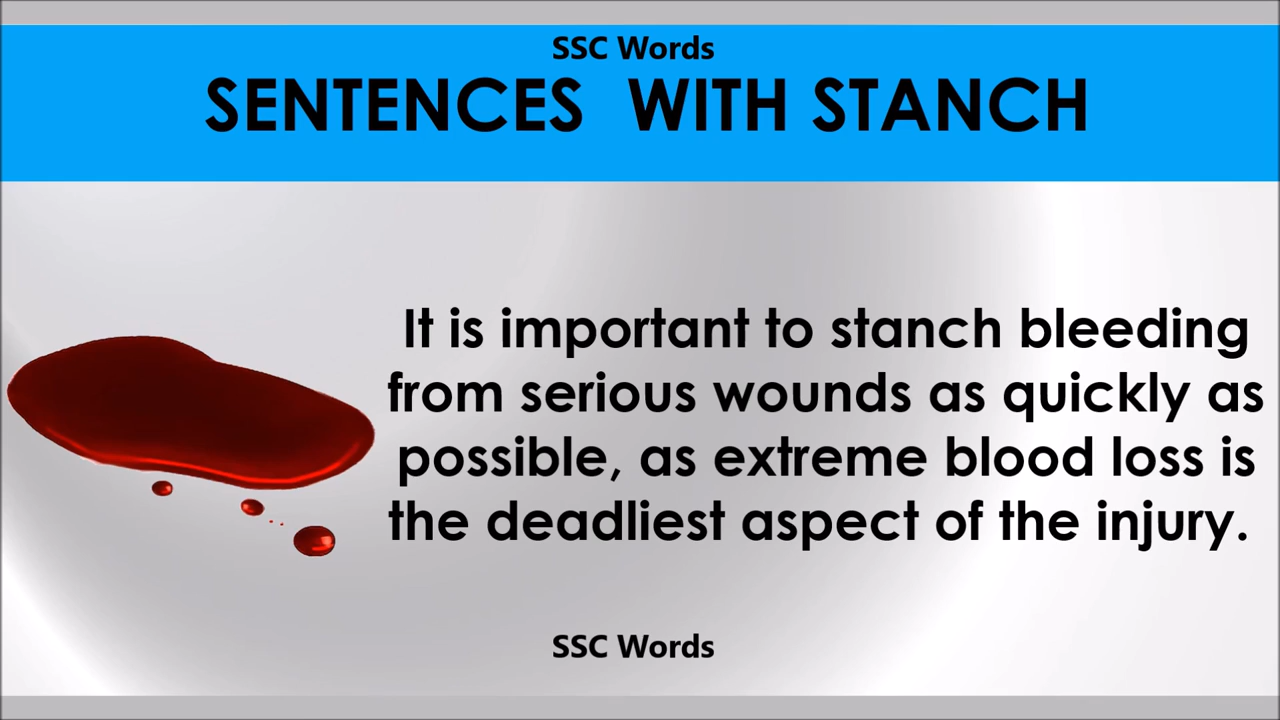 SSC Words
SENTENCES WITH STANCH
It is important to stanch bleeding
from serious wounds as quickly as
possible, as extreme blood loss is
the deadliest aspect of the injury.
SSC Words